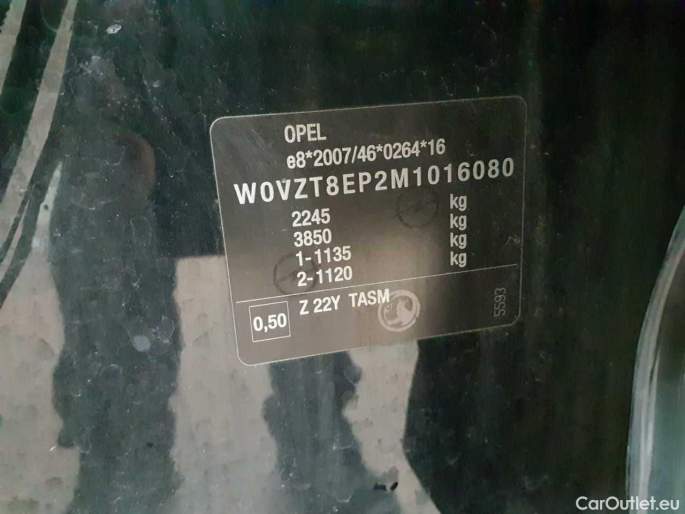 OPEL
e8*2007/46*0264*16
W0VZT8EP2M1016080
2245 kg
3850 kg
1-1135 kg
2-1120 kg
0,50 Z 22Y TASM
5593
CarOutlet.eu